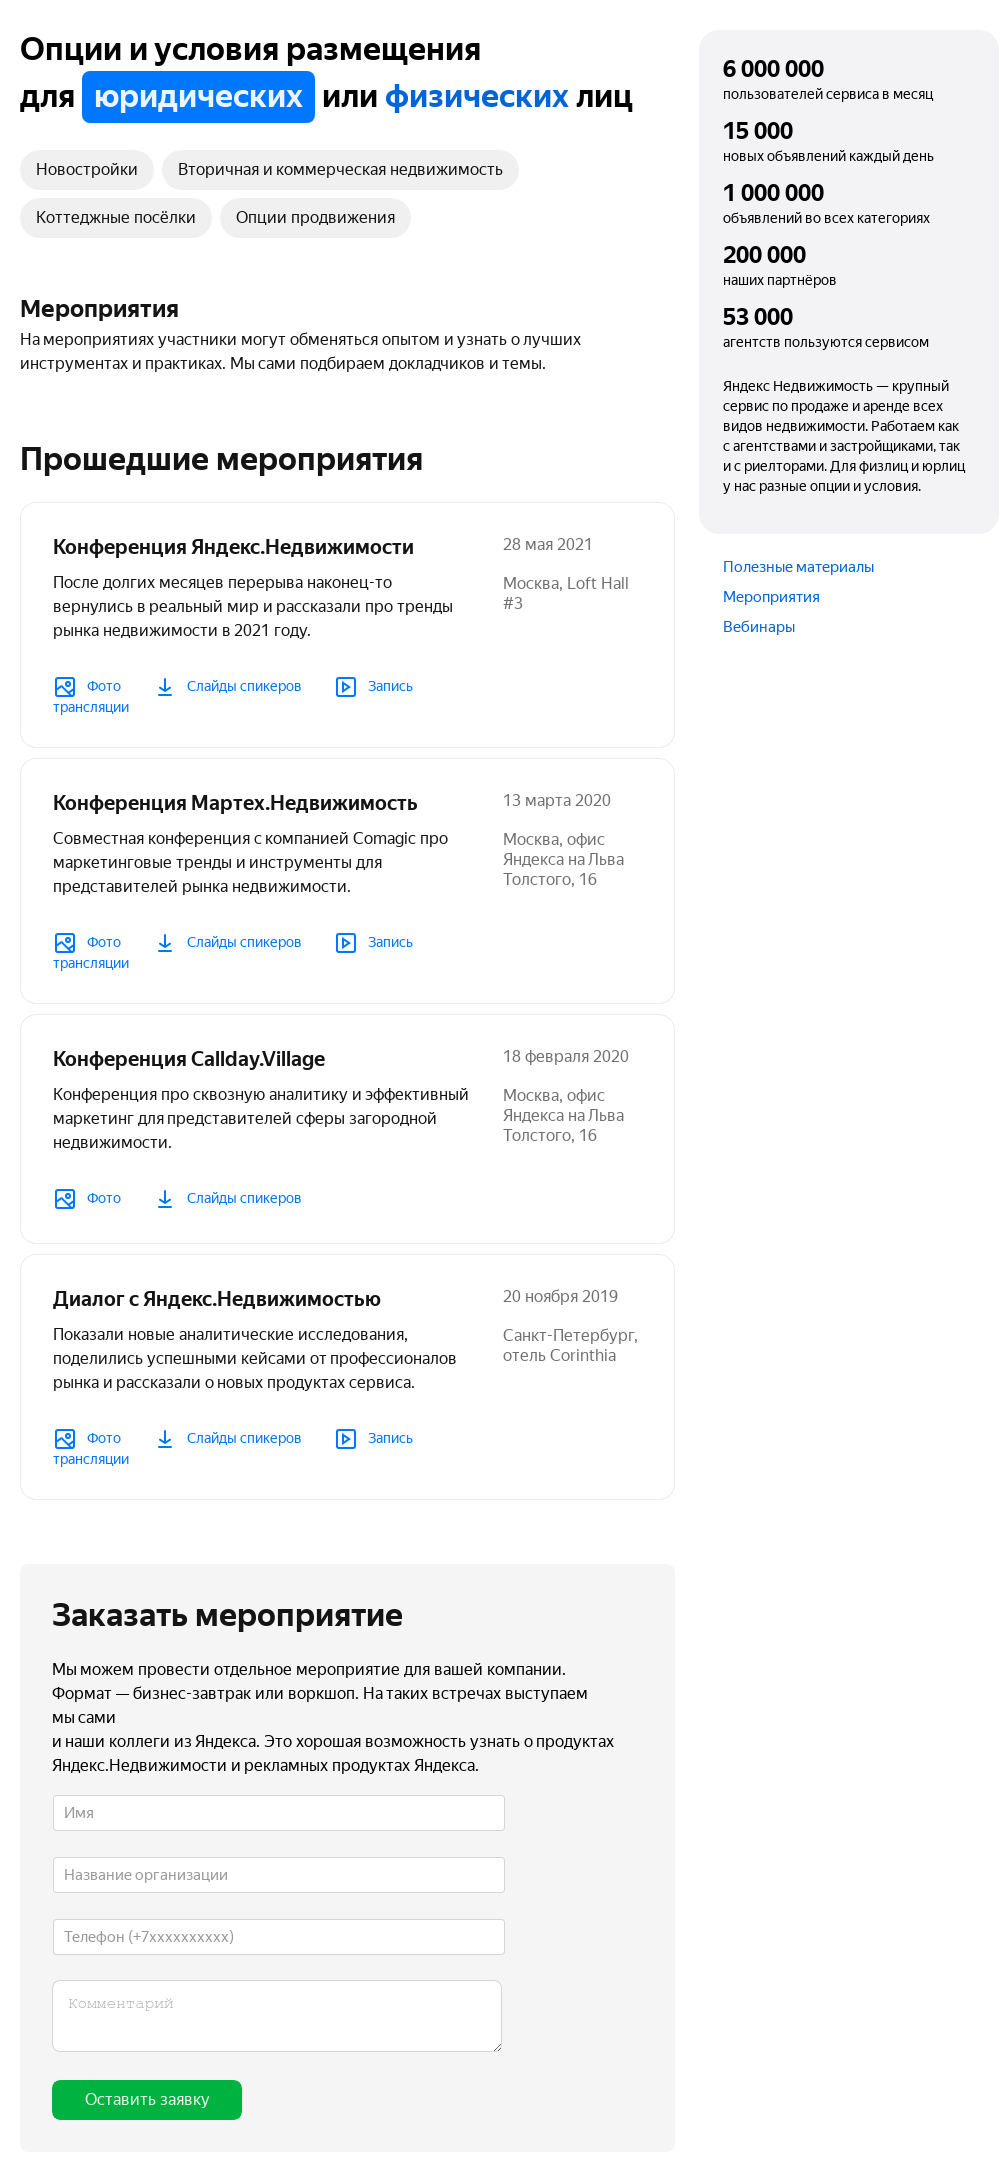 Опции и условия размещения
для юридических или физических лиц
Новостройки
Вторичная и коммерческая недвижимость
Коттеджные посёлки
Опции продвижения
Мероприятия
На мероприятиях участники могут обменяться опытом и узнать о лучших
инструментах и практиках. Мы сами подбираем докладчиков и темы.
Прошедшие мероприятия
Конференция Яндекс.Недвижимости
После долгих месяцев перерыва наконец-то
вернулись в реальный мир и рассказали про тренды
рынка недвижимости в 2021 году.
28 мая 2021
Москва, Loft Hall
#3
Фото
Слайды спикеров
Запись
трансляции
Конференция Мартех.Недвижимость
Совместная конференция с компанией Comagic про
маркетинговые тренды и инструменты для
представителей рынка недвижимости.
13 марта 2020
Москва, офис
Яндекса на Льва
Толстого, 16
Фото
Слайды спикеров
Запись
трансляции
Конференция Callday.Village
Конференция про сквозную аналитику и эффективный
маркетинг для представителей сферы загородной
недвижимости.
18 февраля 2020
Москва, офис
Яндекса на Льва
Толстого, 16
Фото
Слайды спикеров
Диалог с Яндекс.Недвижимостью
Показали новые аналитические исследования,
поделились успешными кейсами от профессионалов
рынка и рассказали о новых продуктах сервиса.
20 ноября 2019
Санкт-Петербург,
отель Corinthia
Фото
Слайды спикеров
Запись
трансляции
Заказать мероприятие
Мы можем провести отдельное мероприятие для вашей компании.
Формат — бизнес-завтрак или воркшоп. На таких встречах выступаем
мы сами
и наши коллеги из Яндекса. Это хорошая возможность узнать о продуктах
Яндекс.Недвижимости и рекламных продуктах Яндекса.
Имя
Название организации
Телефон (+7xxxxxxxxxx)
Комментарий
Оставить заявку
6 000 000
пользователей сервиса в месяц
15 000
новых объявлений каждый день
1 000 000
объявлений во всех категориях
200 000
наших партнёров
53 000
агентств пользуются сервисом
Яндекс Недвижимость — крупный
сервис по продаже и аренде всех
видов недвижимости. Работаем как
с агентствами и застройщиками, так
и с риелторами. Для физлиц и юрлиц
у нас разные опции и условия.
Полезные материалы
Мероприятия
Вебинары